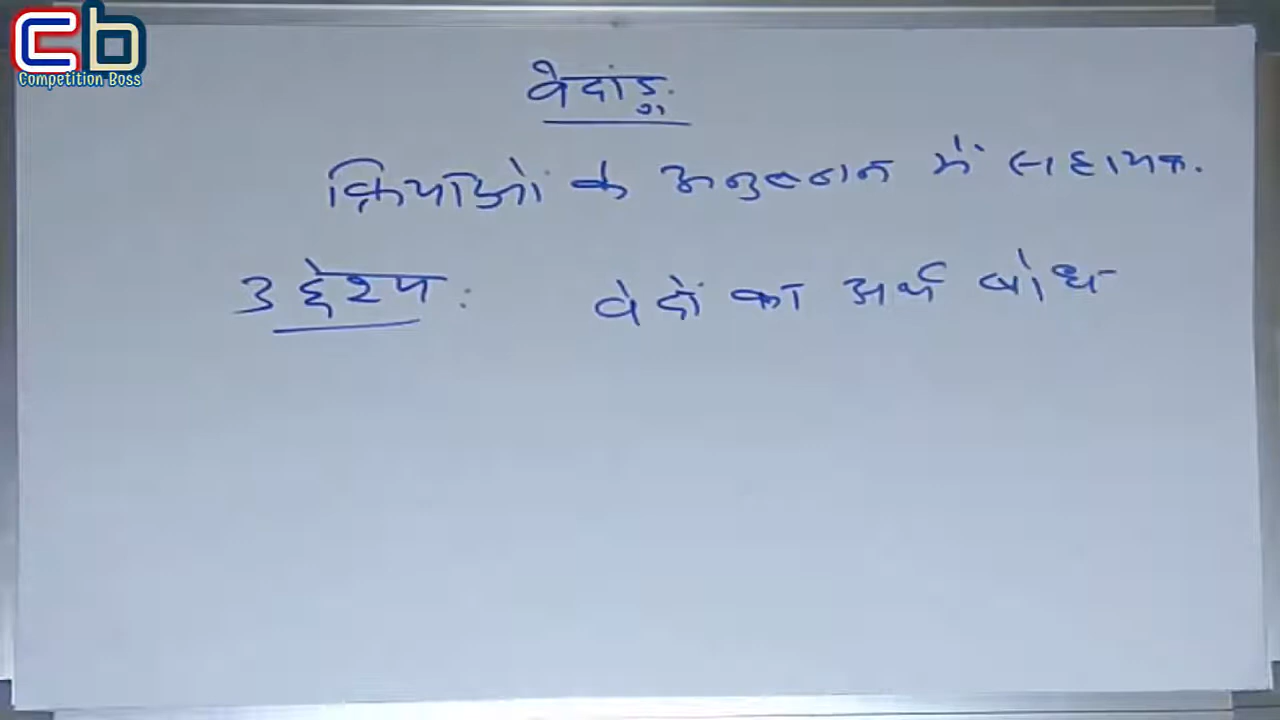 cb
Competition Boss
वेदांङ्ग
क्रियाओं के अनुष्ठान में सहायक.
उद्देश्य : वेदों का अर्थ बोध